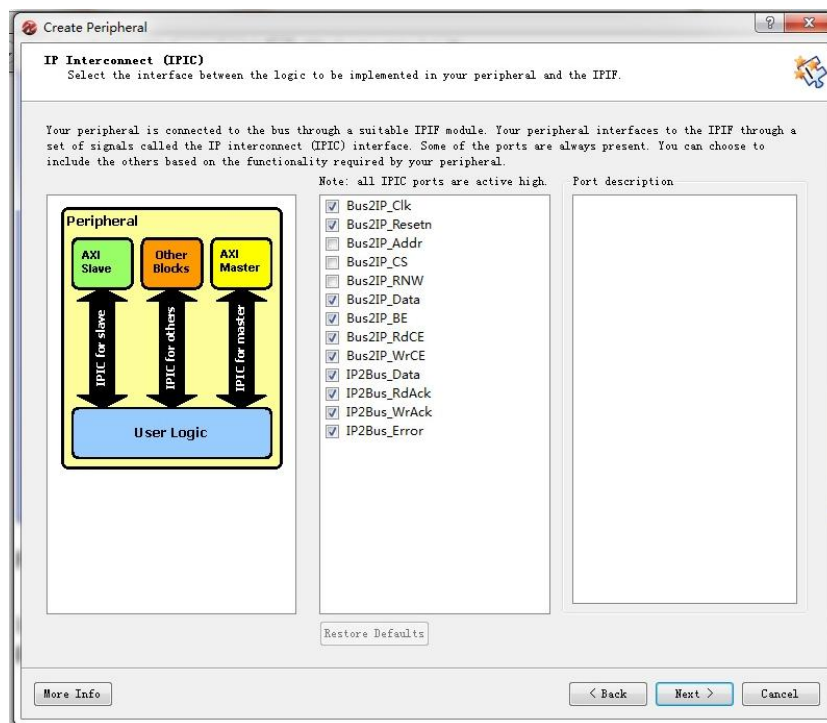 Create Peripheral
IP Interconnect (IPIC)
Select the interface between the logic to be implemented in your peripheral and the IPIF.
Your peripheral is connected to the bus through a suitable IPIF module. Your peripheral interfaces to the IPIF through a
set of signals called the IP interconnect (IPIC) interface. Some of the ports are always present. You can choose to
include the others based on the functionality required by your peripheral.
Note: all IPIC ports are active high.
Port description
Peripheral
AXI
Slave
Other
Blocks
AXI
Master
IPIC for slave
IPIC for others
IPIC for master
User Logic
Bus2IP_Clk
Bus2IP_Resetn
Bus2IP_Addr
Bus2IP_CS
Bus2IP_RNW
Bus2IP_Data
Bus2IP_BE
Bus2IP_RdCE
Bus2IP_WrCE
IP2Bus_Data
IP2Bus_RdAck
IP2Bus_WrAck
IP2Bus_Error
Restore Defaults
More Info
< Back
Next >
Cancel